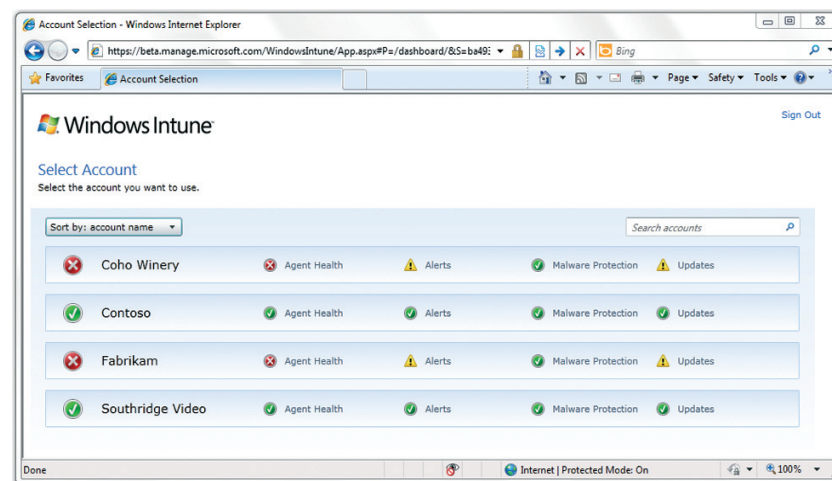 Account Selection - Windows Internet Explorer
https://beta.manage.microsoft.com/WindowsIntune/App.aspx#P=/dashboard/&S=ba49
Bing
Favorites
Account Selection
Page
Safety
Tools
Windows Intune
Sign Out
Select Account
Select the account you want to use.
Sort by: account name
Search accounts
Coho Winery Agent Health Alerts Malware Protection Updates
Contoso Agent Health Alerts Malware Protection Updates
Fabrikam Agent Health Alerts Malware Protection Updates
Southridge Video Agent Health Alerts Malware Protection Updates
Done
Internet | Protected Mode: On
100%